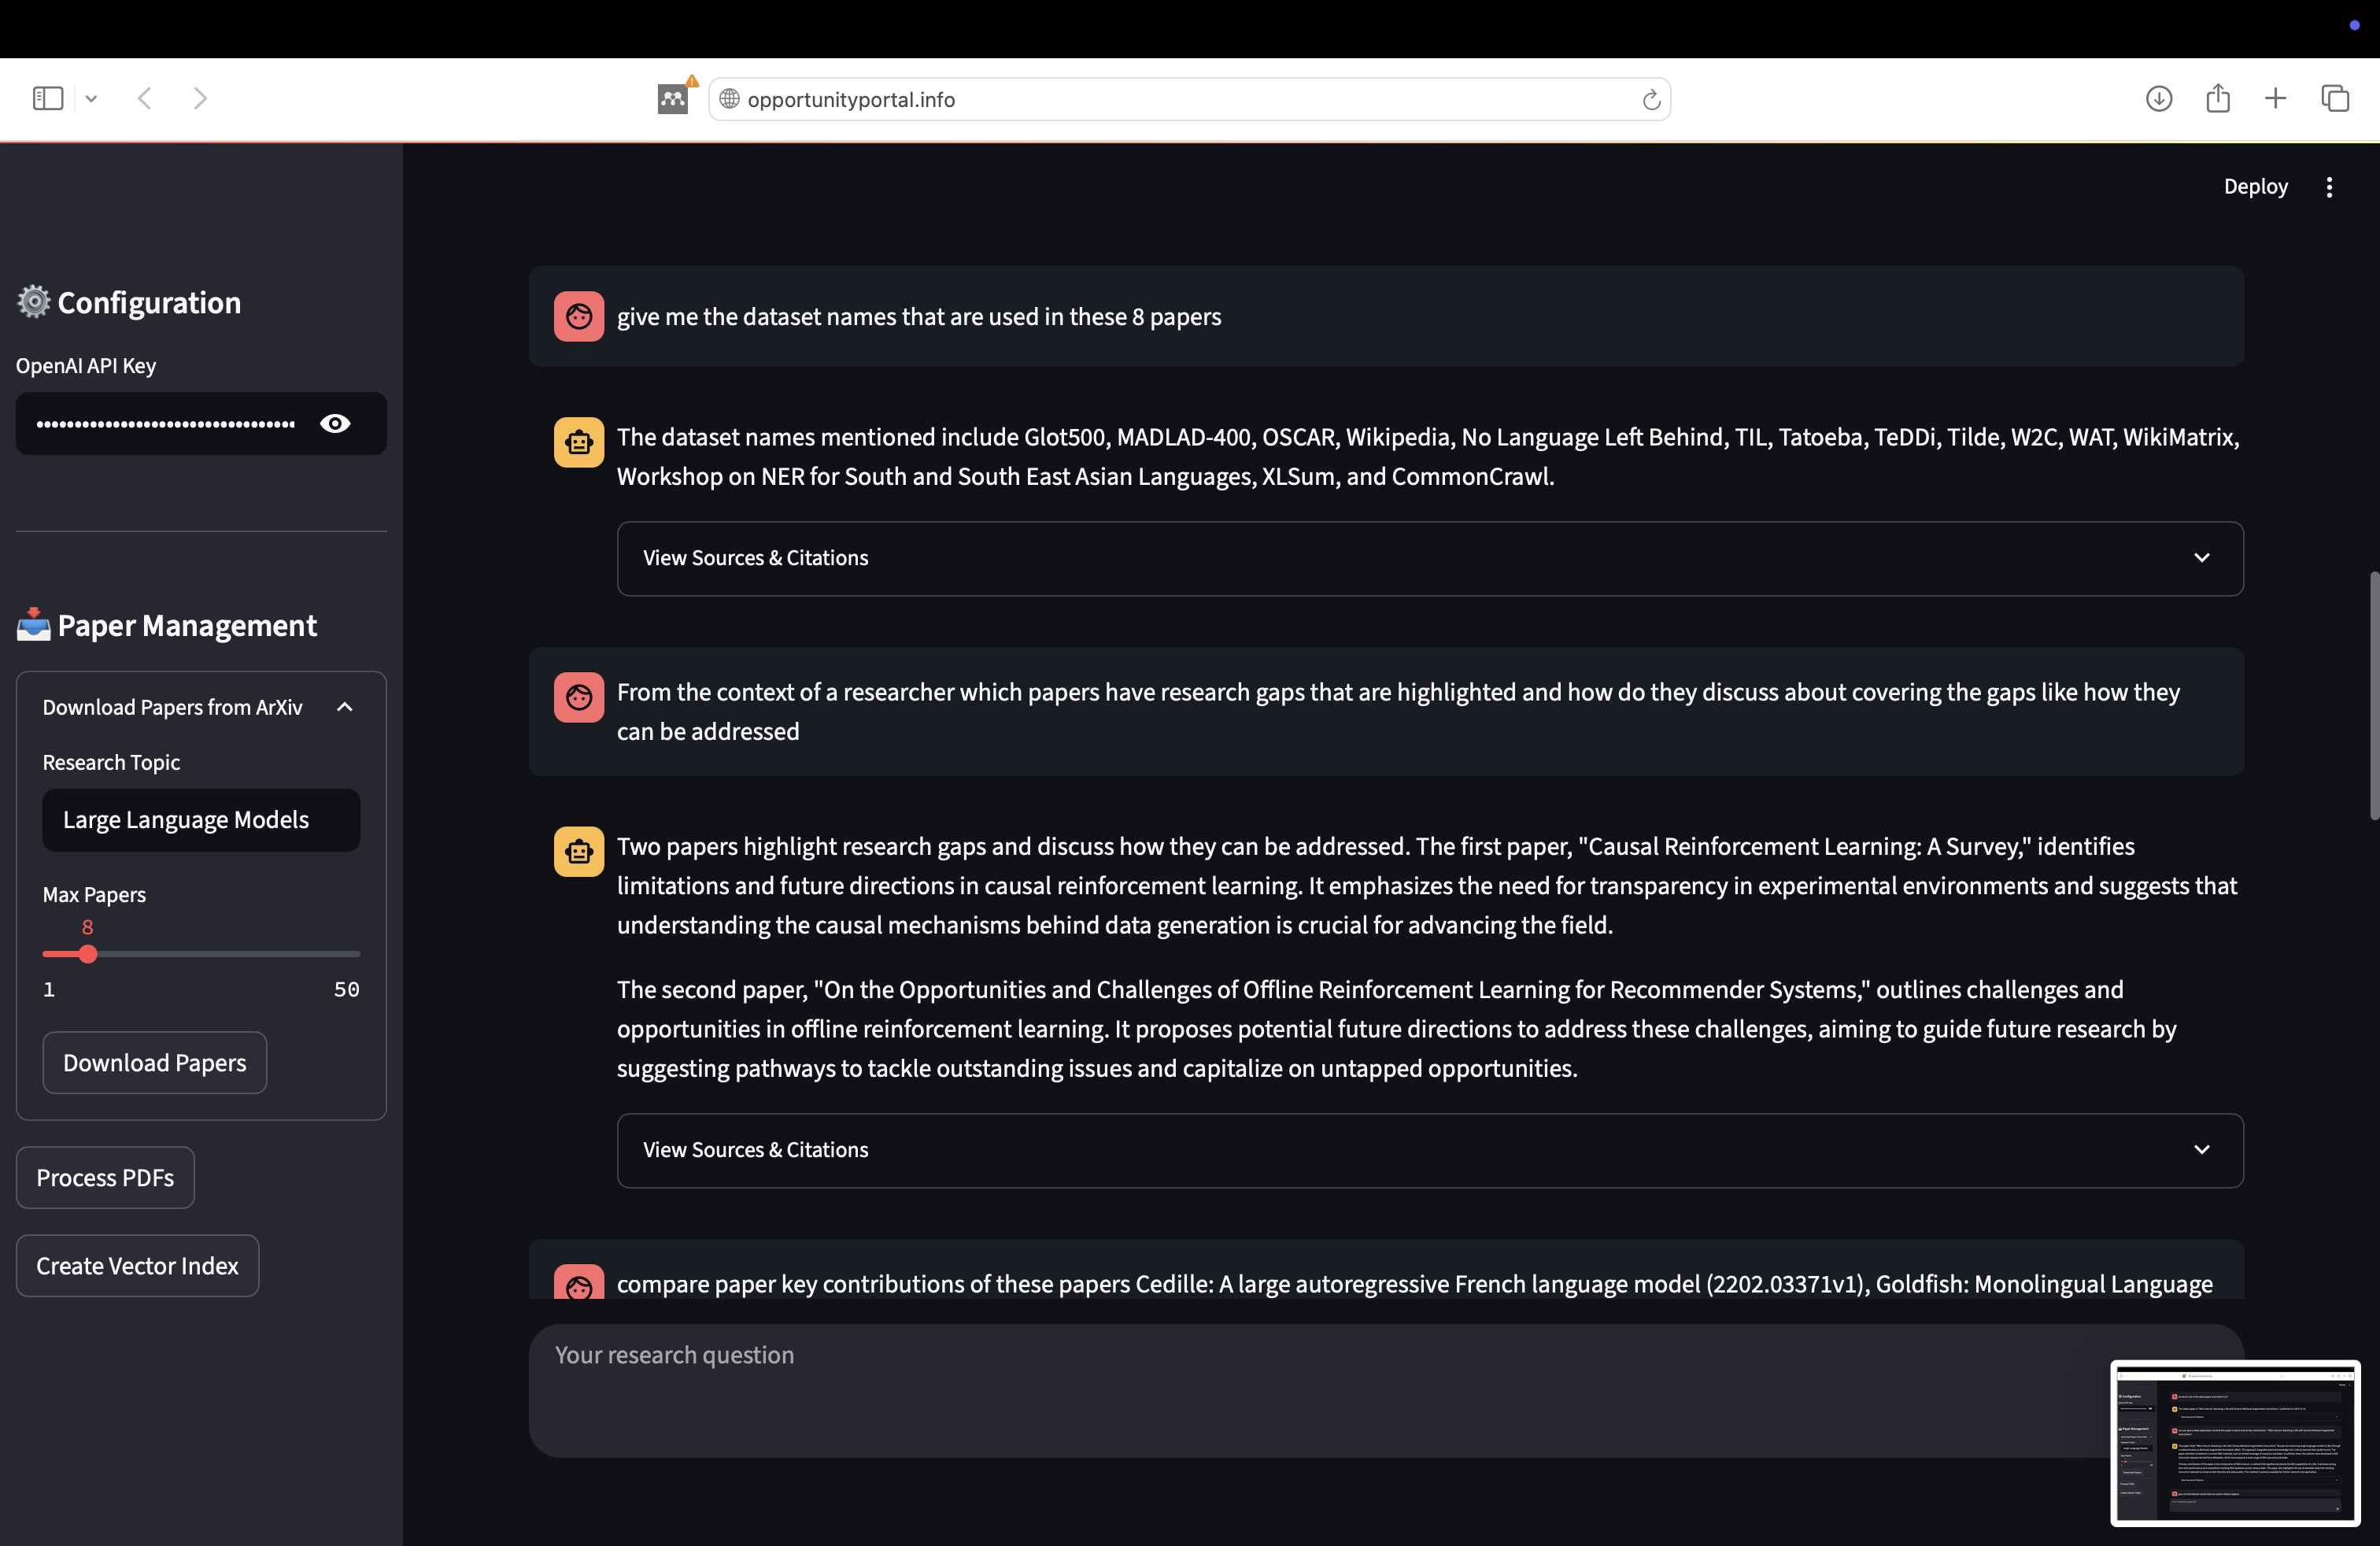 opportunityportal.info
Deploy
Configuration
OpenAI API Key
Paper Management
Download Papers from ArXiv
Research Topic
Large Language Models
Max Papers
8
1 50
Download Papers
Process PDFs
Create Vector Index
give me the dataset names that are used in these 8 papers
The dataset names mentioned include Glot500, MADLAD-400, OSCAR, Wikipedia, No Language Left Behind, TIL, Tatoeba, TeDDi, Tilde, W2C, WAT, WikiMatrix,
Workshop on NER for South and South East Asian Languages, XLSum, and CommonCrawl.
View Sources & Citations
From the context of a researcher which papers have research gaps that are highlighted and how do they discuss about covering the gaps like how they
can be addressed
Two papers highlight research gaps and discuss how they can be addressed. The first paper, "Causal Reinforcement Learning: A Survey," identifies
limitations and future directions in causal reinforcement learning. It emphasizes the need for transparency in experimental environments and suggests that
understanding the causal mechanisms behind data generation is crucial for advancing the field.
The second paper, "On the Opportunities and Challenges of Offline Reinforcement Learning for Recommender Systems," outlines challenges and
opportunities in offline reinforcement learning. It proposes potential future directions to address these challenges, aiming to guide future research by
suggesting pathways to tackle outstanding issues and capitalize on untapped opportunities.
View Sources & Citations
compare paper key contributions of these papers Cedille: A large autoregressive French language model (2202.03371v1), Goldfish: Monolingual Language
Your research question